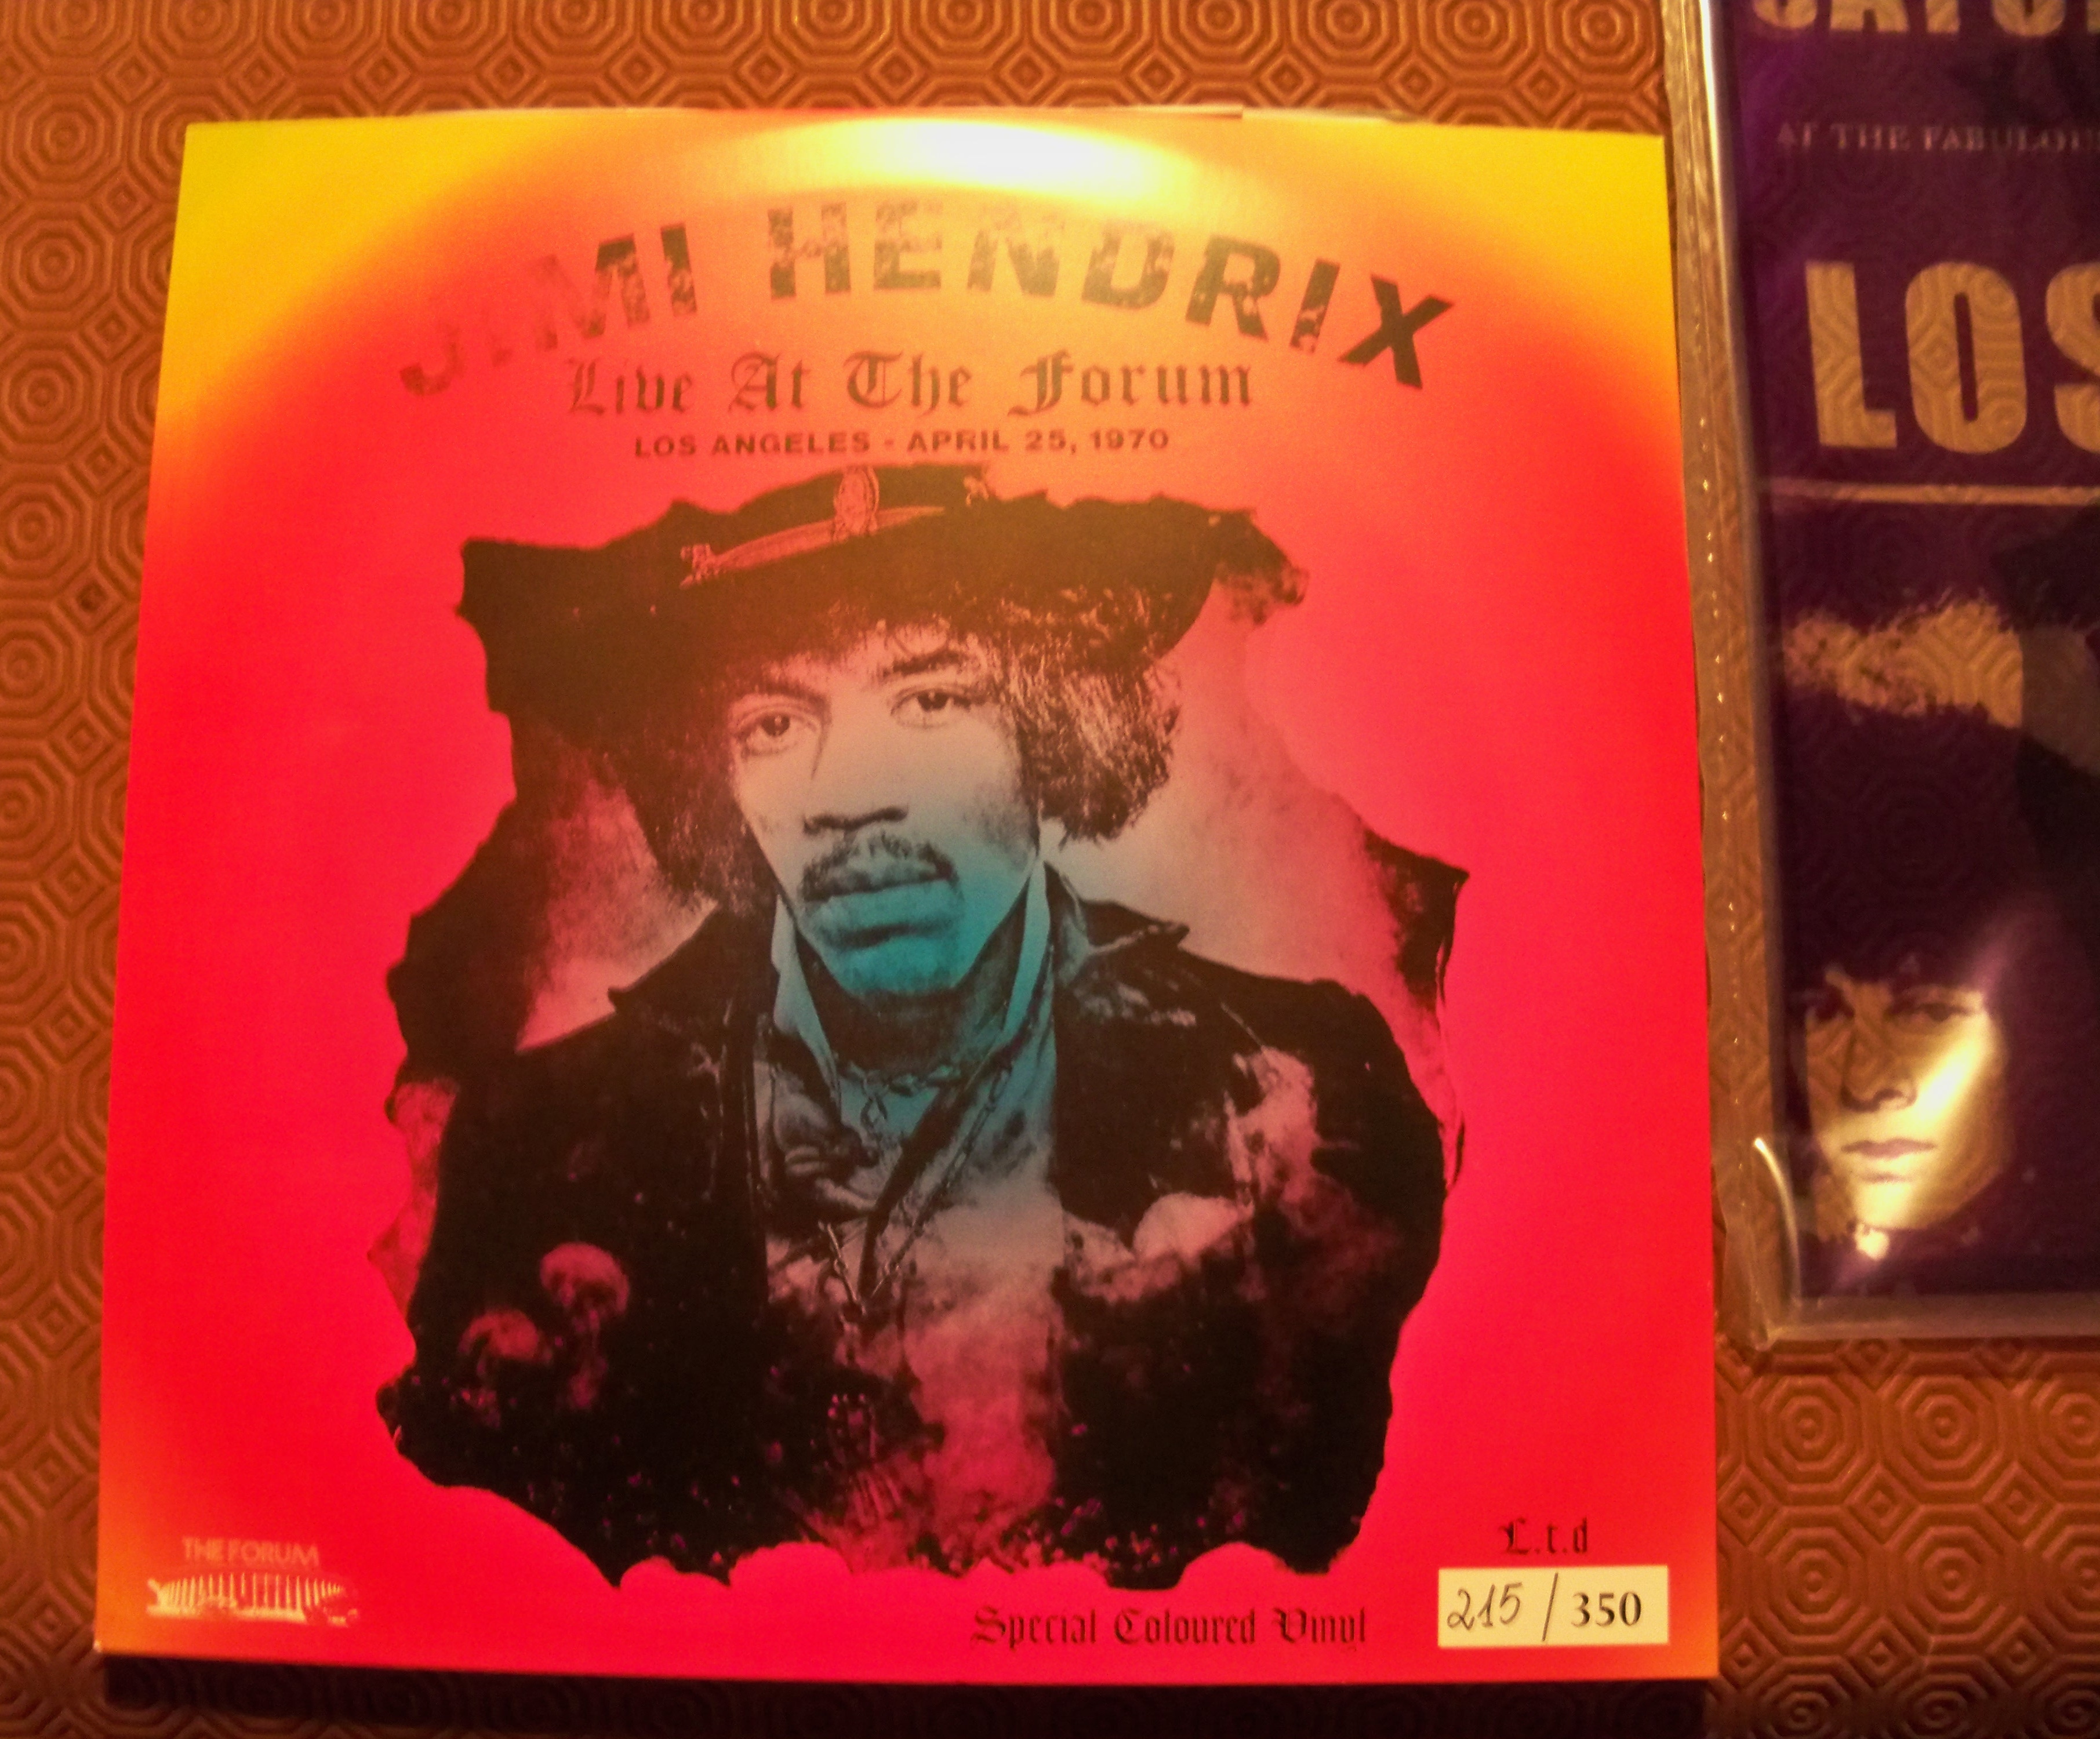 JIMI HENDRIX
Live At The Forum
LOS ANGELES - APRIL 25, 1970
THE FORUM
L.t.d
Special Coloured Vinyl
215 / 350
AT THE
LOS